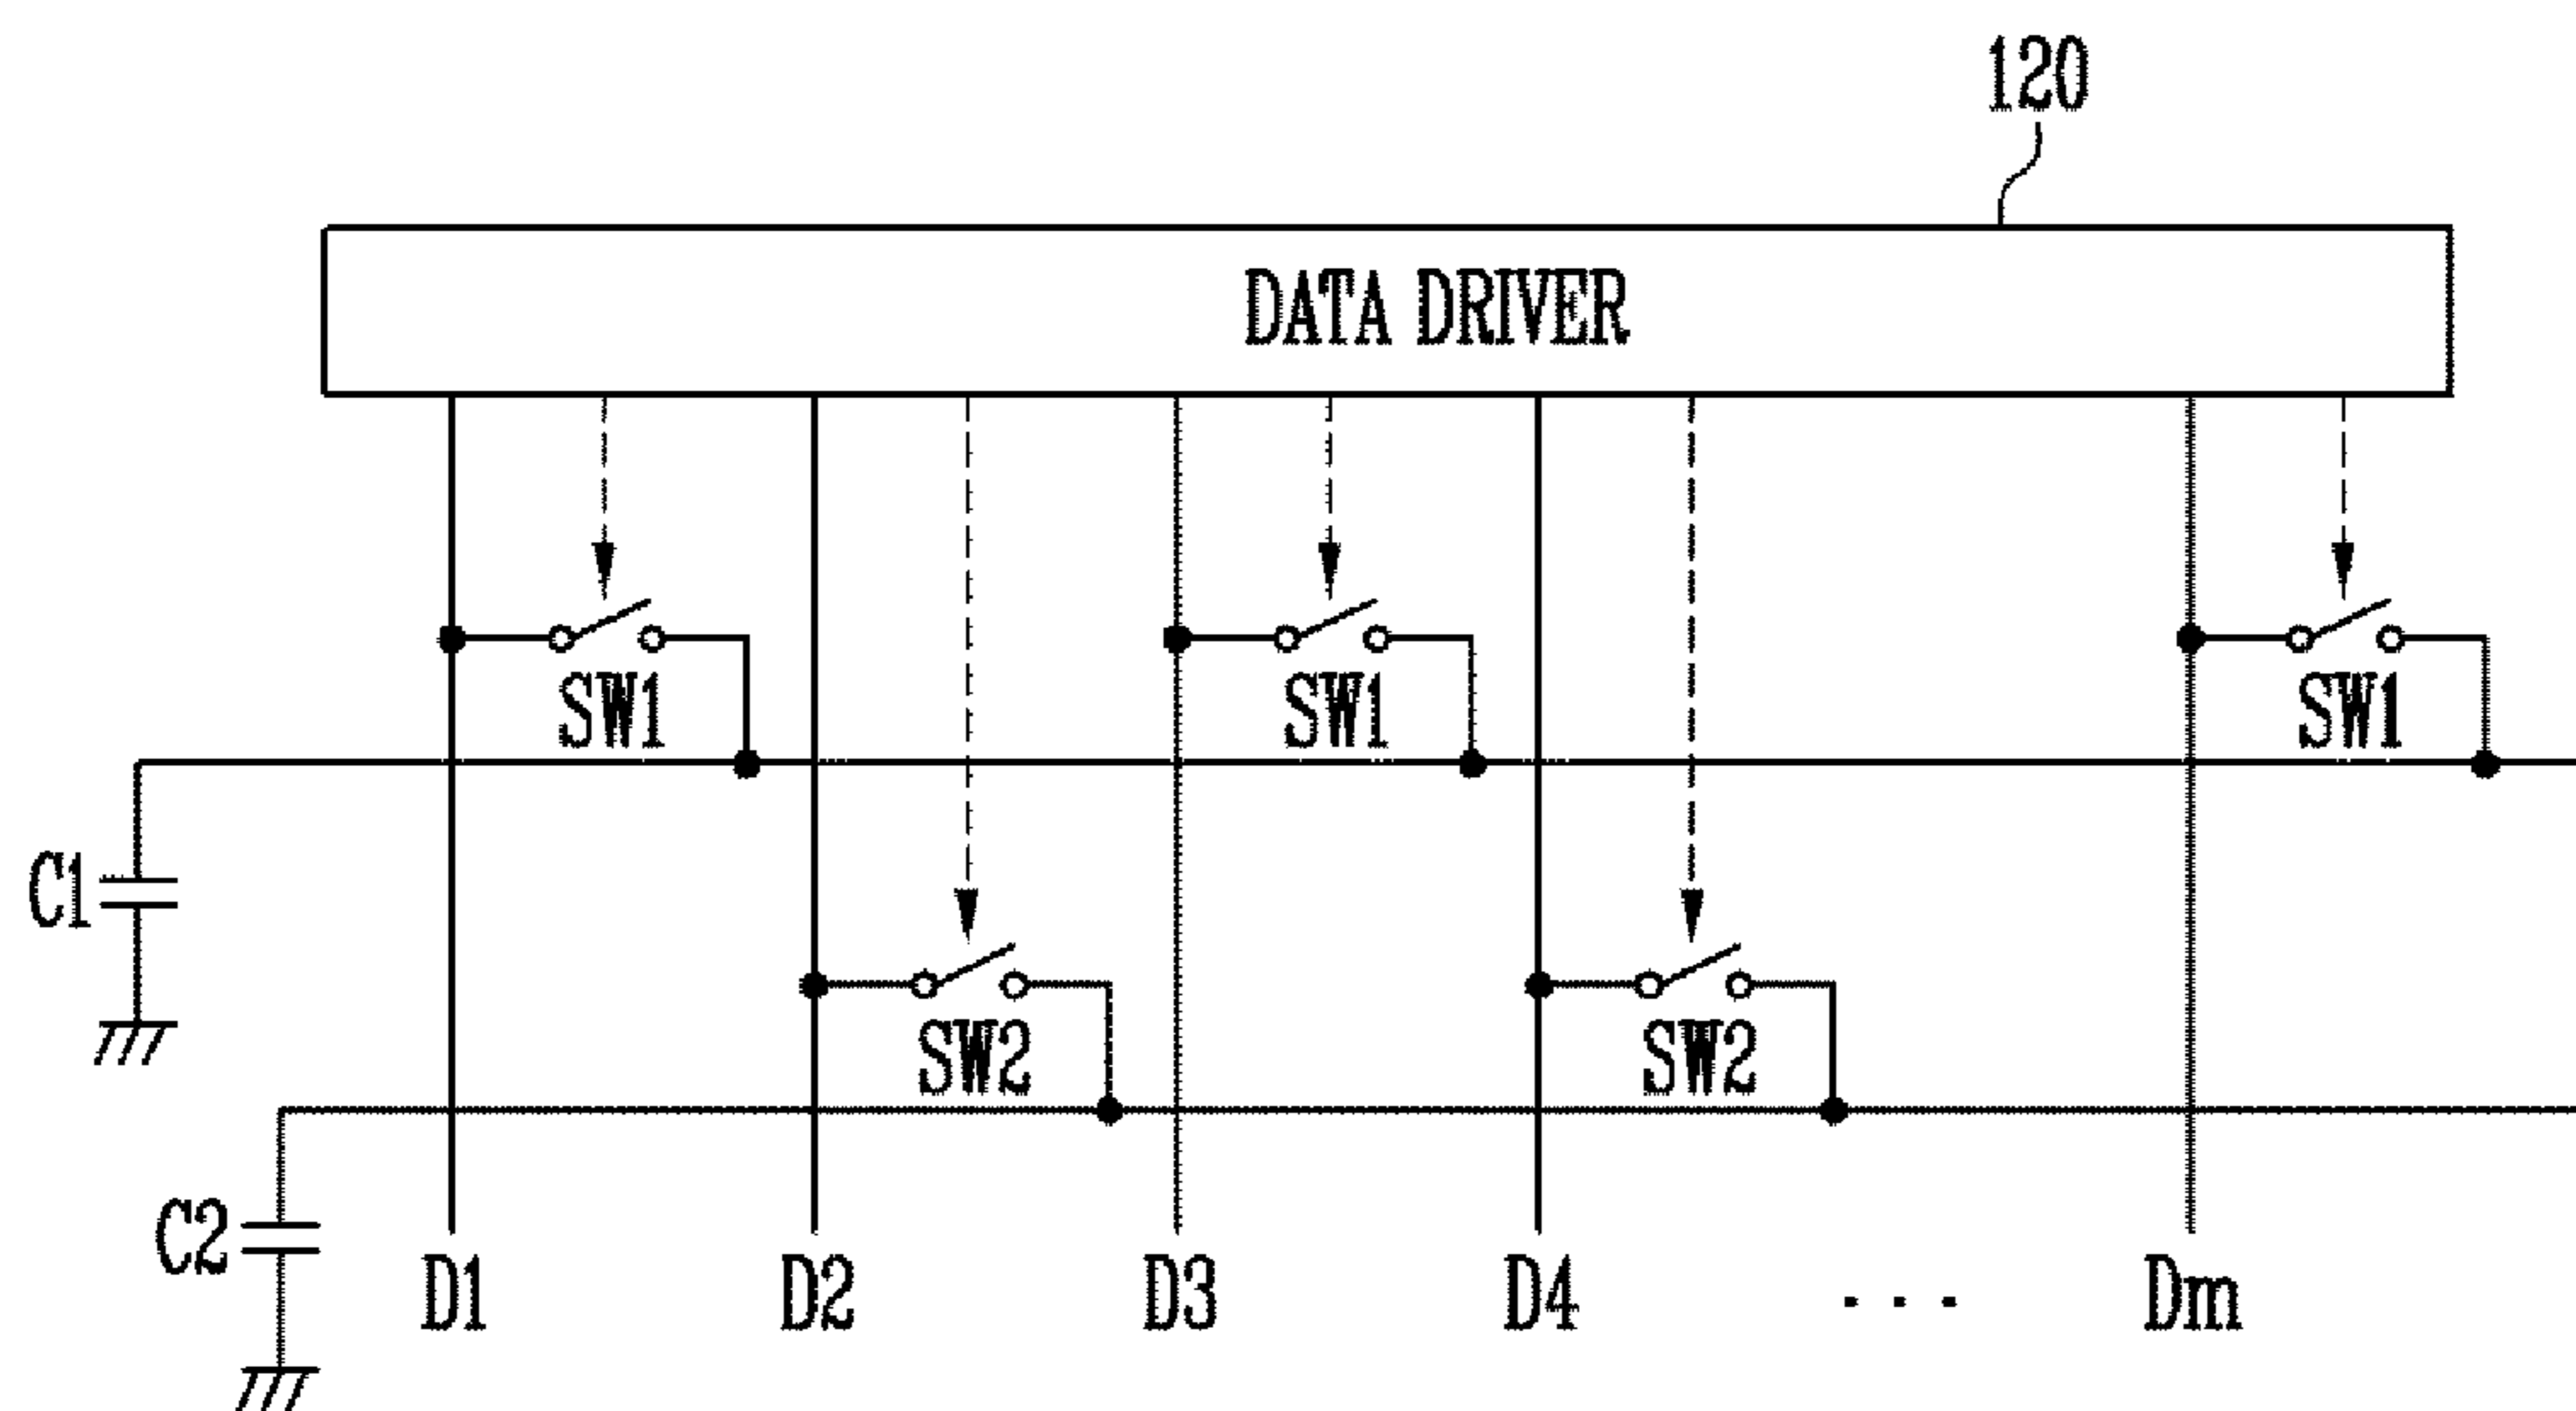 120
DATA DRIVER
SW1 SW1 SW1
C1
SW2 SW2
C2
D1 D2 D3 D4 ... Dm